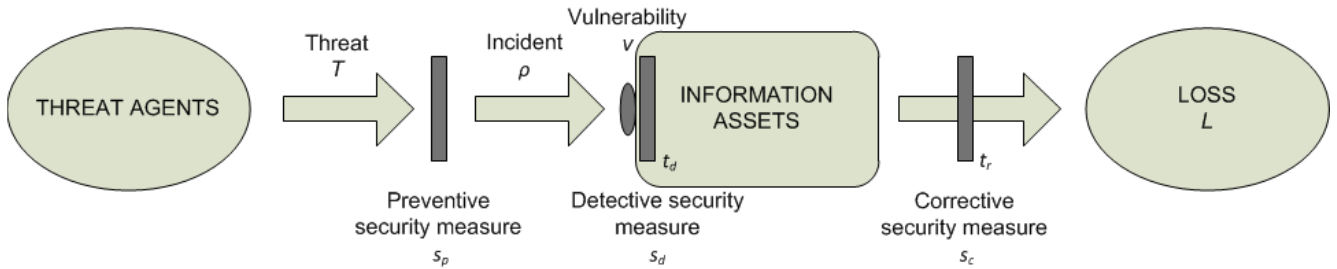 THREAT AGENTS
Threat
T
Preventive
security measure
s_p
Incident
ρ
Vulnerability
v
INFORMATION
ASSETS
t_d
Detective security
measure
s_d
t_r
Corrective
security measure
s_c
LOSS
L